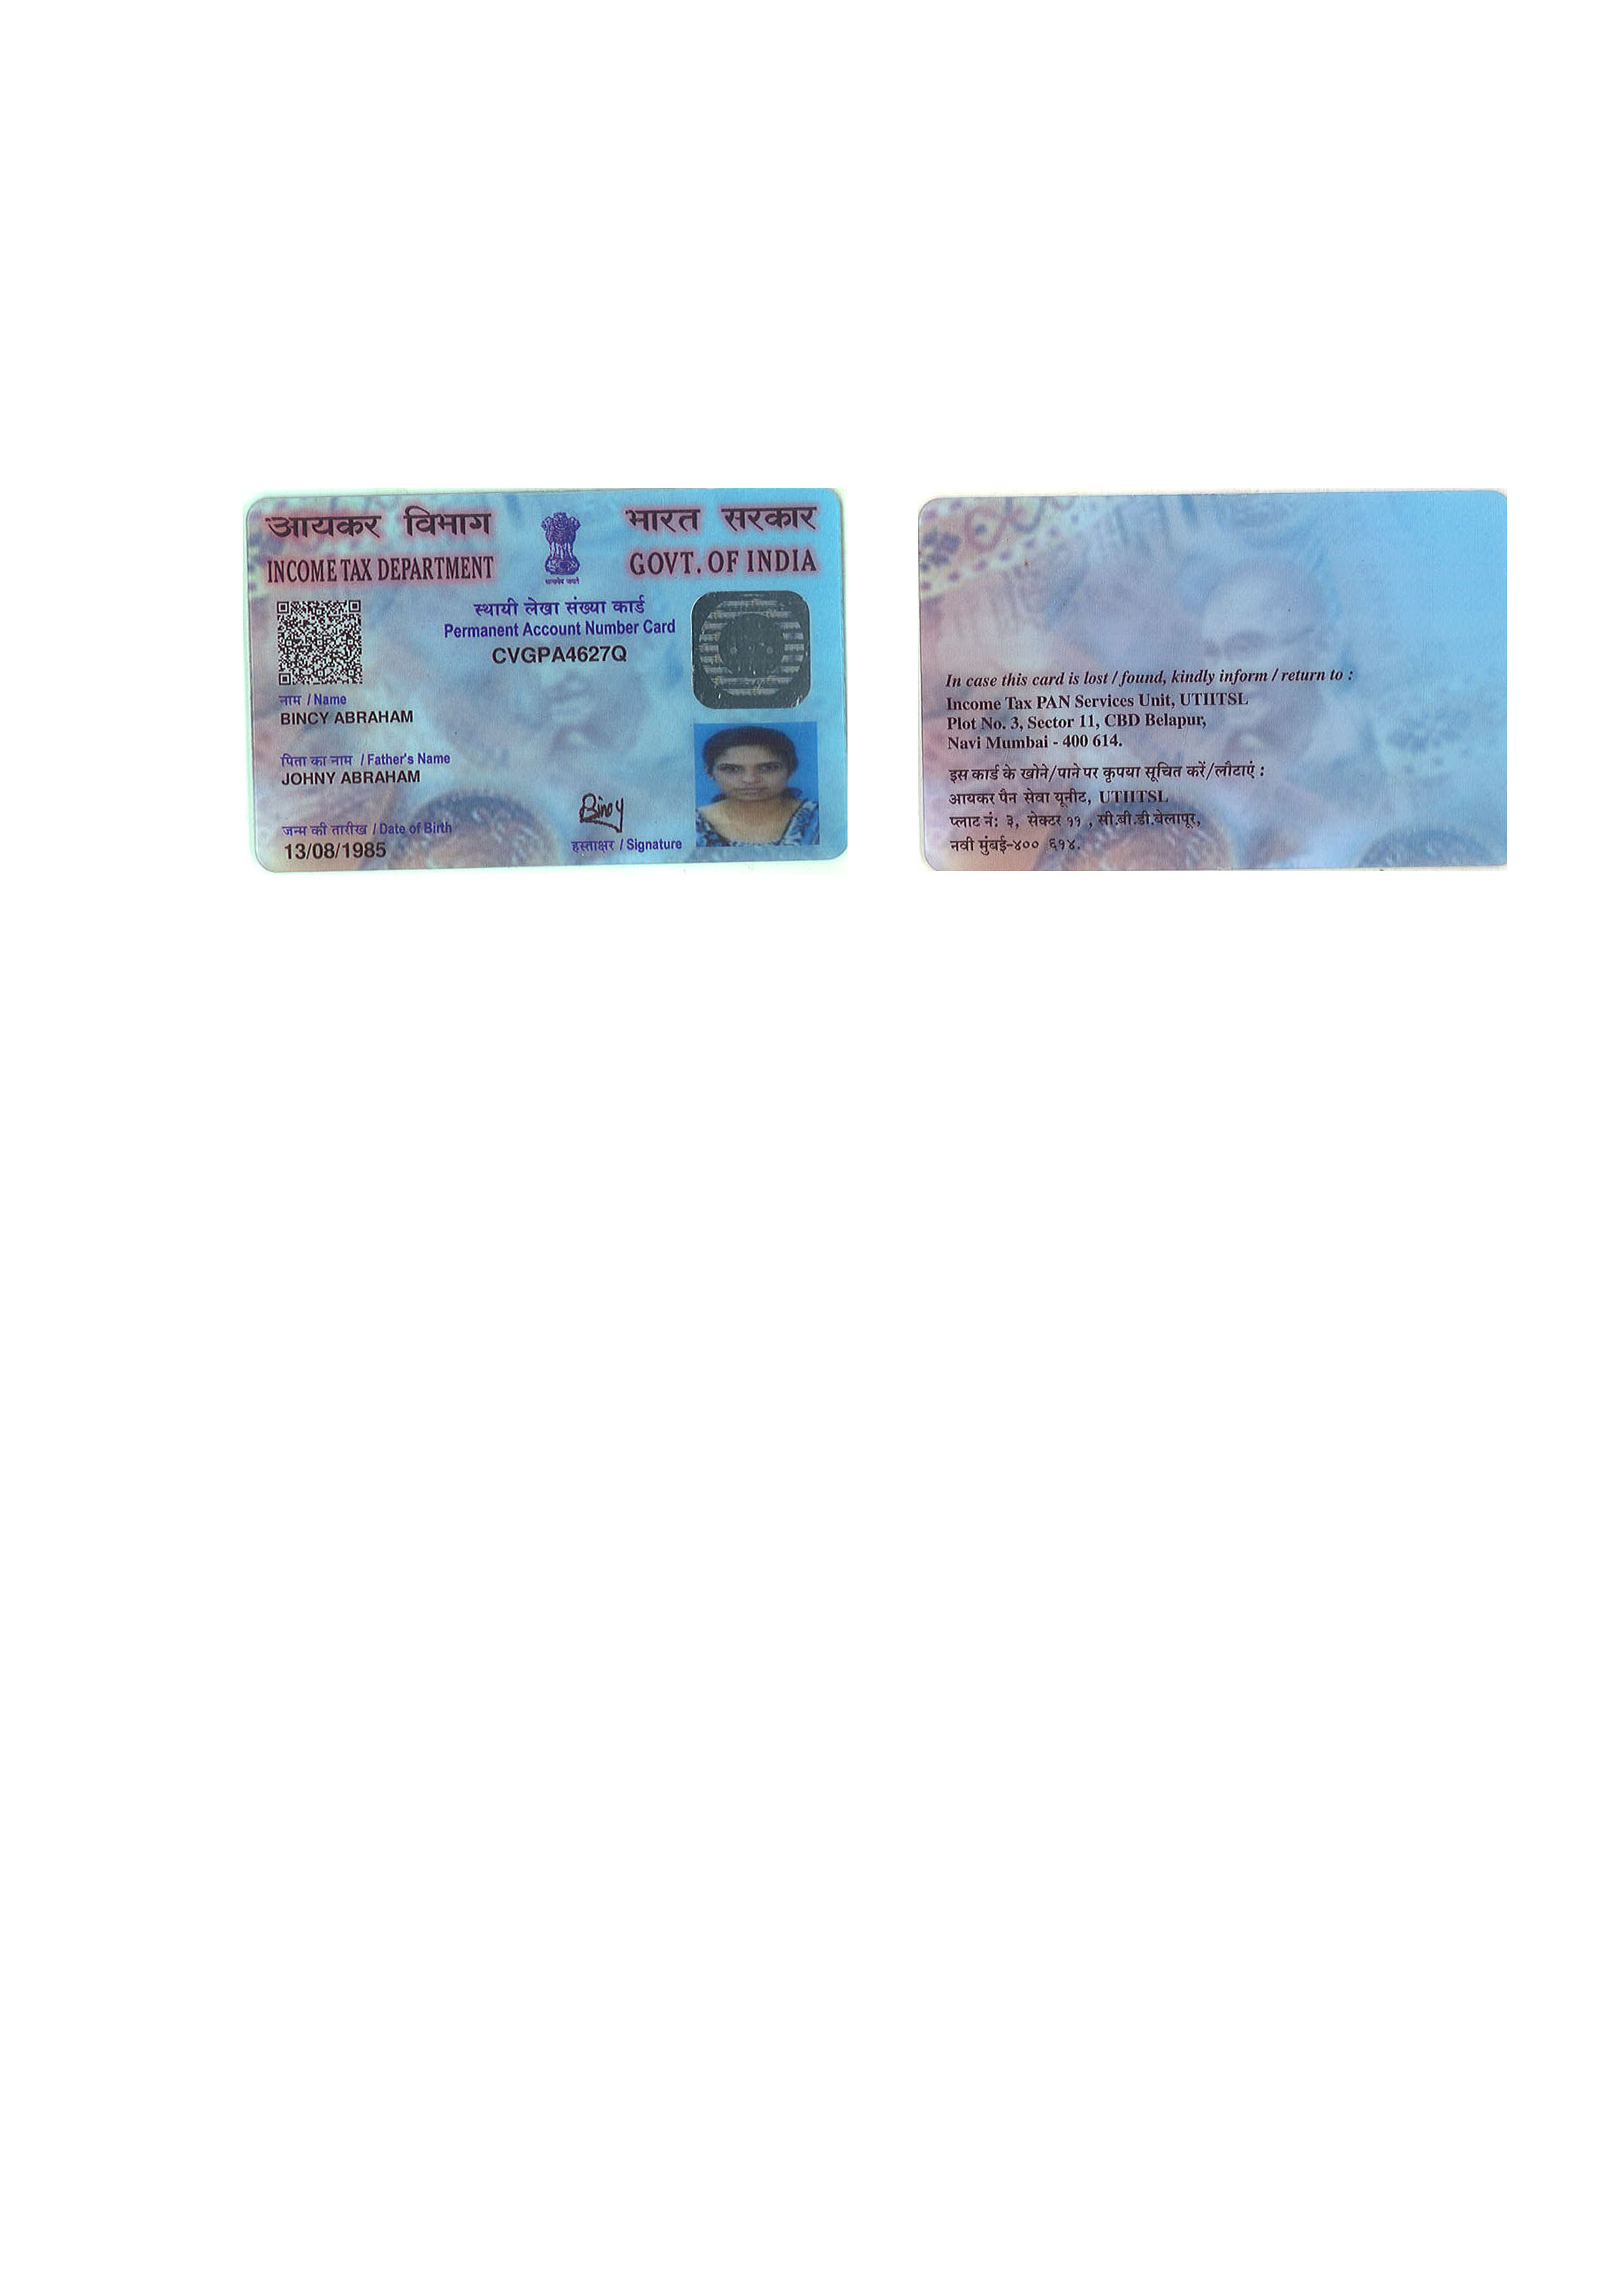 आयकर विभाग
INCOME TAX DEPARTMENT
सत्यमेव जयते
भारत सरकार
GOVT. OF INDIA
स्थायी लेखा संख्या कार्ड
Permanent Account Number Card
CVGPA4627Q
नाम / Name
BINCY ABRAHAM
पिता का नाम / Father's Name
JOHNY ABRAHAM
जन्म की तारीख / Date of Birth
13/08/1985
Bincy
हस्ताक्षर / Signature
In case this card is lost / found, kindly inform / return to :
Income Tax PAN Services Unit, UTIITSL
Plot No. 3, Sector 11, CBD Belapur,
Navi Mumbai - 400 614.
इस कार्ड के खोने/पाने पर कृपया सूचित करें/लौटाएं :
आयकर पैन सेवा यूनीट, UTIITSL
प्लाट नं: ३, सेक्टर ११ , सी.बी.डी.बेलापूर,
नवी मुंबई-४०० ६१४.